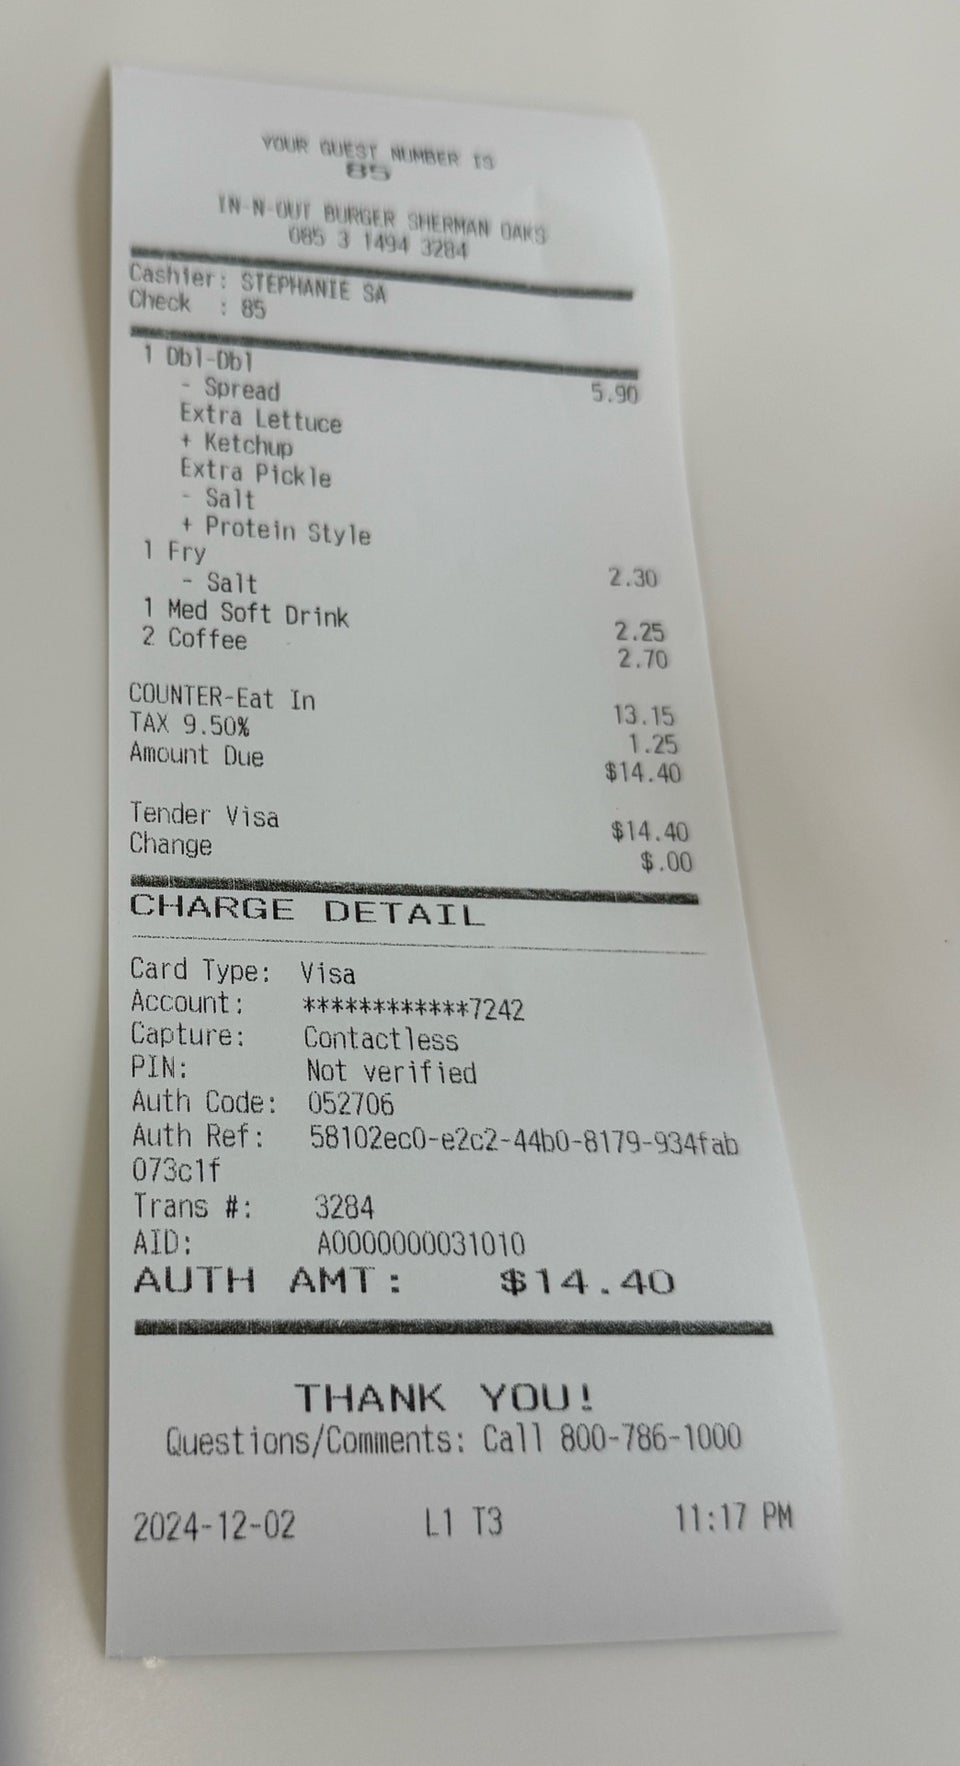 YOUR GUEST NUMBER IS
85
IN-N-OUT BURGER SHERMAN OAKS
085 3 1494 3284
Cashier: STEPHANIE SA
Check : 85
1 Dbl-Dbl 5.90
- Spread
Extra Lettuce
+ Ketchup
Extra Pickle
- Salt
+ Protein Style
1 Fry 2.30
- Salt
1 Med Soft Drink 2.25
2 Coffee 2.70
COUNTER-Eat In 13.15
TAX 9.50% 1.25
Amount Due $14.40
Tender Visa $14.40
Change $.00
CHARGE DETAIL
Card Type: Visa
Account: ************7242
Capture: Contactless
PIN: Not verified
Auth Code: 052706
Auth Ref: 58102ec0-e2c2-44b0-8179-934fab
073c1f
Trans #: 3284
AID: A0000000031010
AUTH AMT: $14.40
THANK YOU!
Questions/Comments: Call 800-786-1000
2024-12-02 L1 T3 11:17 PM